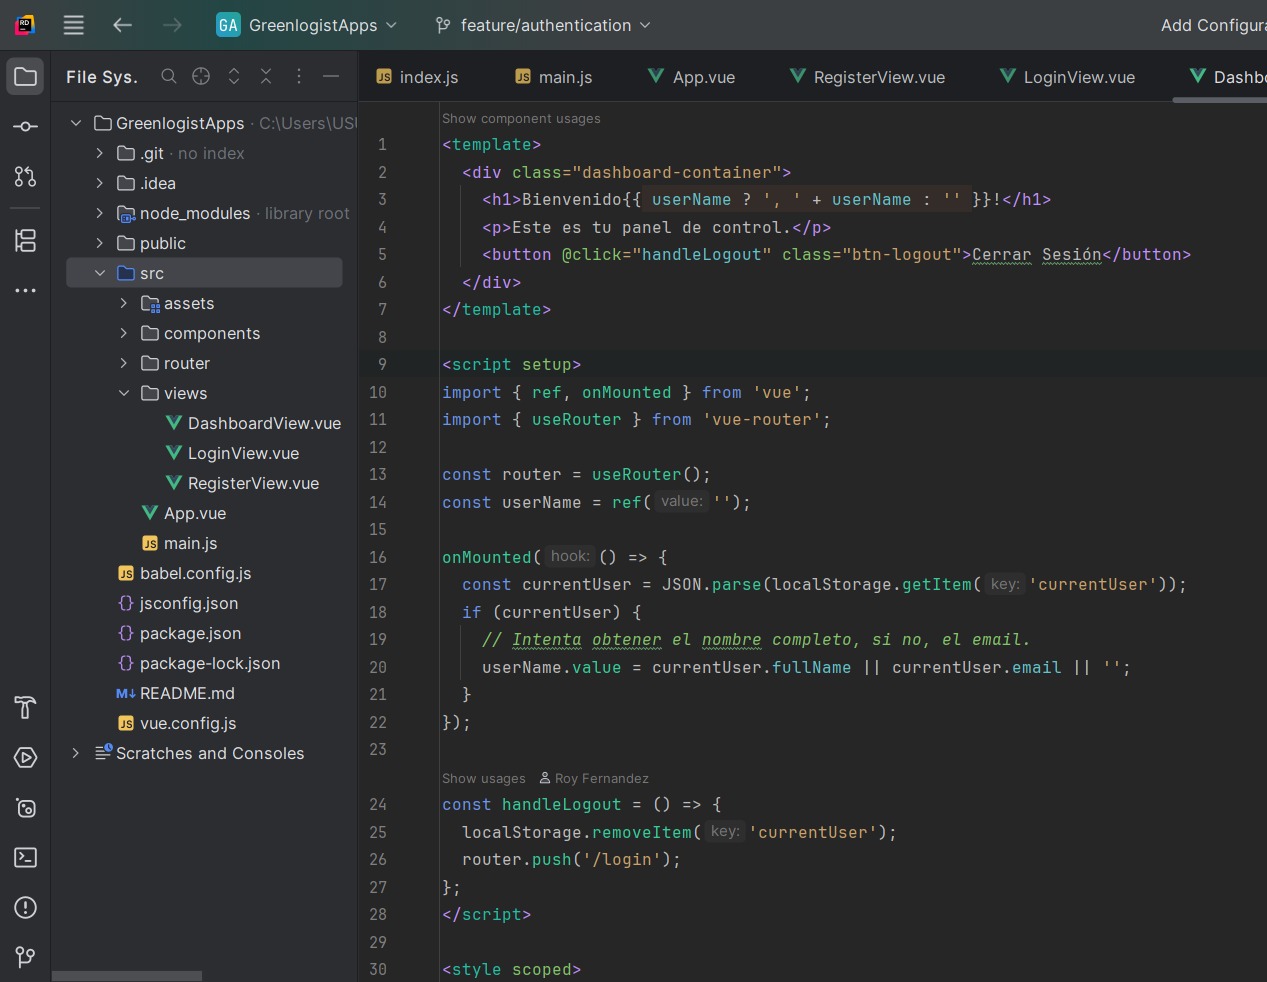 GA GreenlogistApps feature/authentication Add Configura
File Sys.
GreenlogistApps · C:\Users\USU
.git · no index
.idea
node_modules · library root
public
src
assets
components
router
views
DashboardView.vue
LoginView.vue
RegisterView.vue
App.vue
JS main.js
JS babel.config.js
{} jsconfig.json
{} package.json
{} package-lock.json
M↓ README.md
JS vue.config.js
Scratches and Consoles
JS index.js JS main.js App.vue RegisterView.vue LoginView.vue Dashbo
Show component usages
1 <template>
2 <div class="dashboard-container">
3 <h1>Bienvenido{{ userName ? ', ' + userName : '' }}!</h1>
4 <p>Este es tu panel de control.</p>
5 <button @click="handleLogout" class="btn-logout">Cerrar Sesión</button>
6 </div>
7 </template>
8
9 <script setup>
10 import { ref, onMounted } from 'vue';
11 import { useRouter } from 'vue-router';
12
13 const router = useRouter();
14 const userName = ref( value: '');
15
16 onMounted( hook: () => {
17 const currentUser = JSON.parse(localStorage.getItem( key: 'currentUser'));
18 if (currentUser) {
19 // Intenta obtener el nombre completo, si no, el email.
20 userName.value = currentUser.fullName || currentUser.email || '';
21 }
22 });
23
Show usages Roy Fernandez
24 const handleLogout = () => {
25 localStorage.removeItem( key: 'currentUser');
26 router.push('/login');
27 };
28 </script>
29
30 <style scoped>